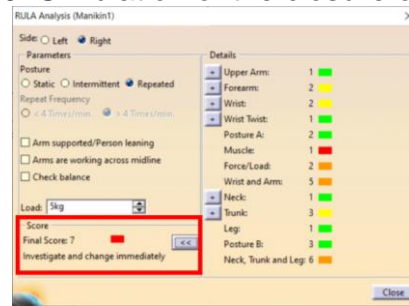 RULA Analysis (Manikin1)
Side: Left Right
Parameters
Posture
Static Intermittent Repeated
Repeat Frequency
< 4 Times/min. > 4 Times/min.
Arm supported/Person leaning
Arms are working across midline
Check balance
Load: 5kg
Score
Final Score: 7
<<
Investigate and change immediately
Details
+ Upper Arm: 1
+ Forearm: 2
+ Wrist: 2
+ Wrist Twist: 1
Posture A: 2
Muscle: 1
Force/Load: 2
Wrist and Arm: 5
+ Neck: 1
+ Trunk: 3
Leg: 1
Posture B: 3
Neck, Trunk and Leg: 6
Close